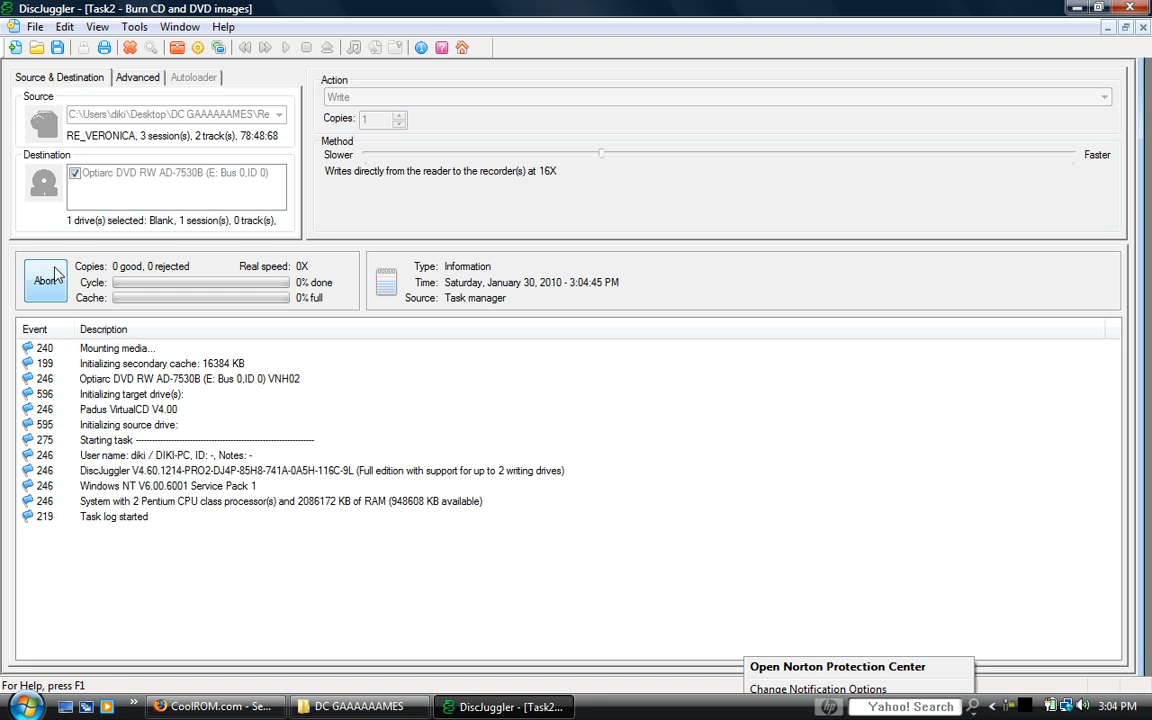 DiscJuggler - [Task2 - Burn CD and DVD images]
File Edit View Tools Window Help
Source & Destination Advanced Autoloader
Source
C:\Users\diki\Desktop\DC GAAAAAAMES\Re
RE_VERONICA, 3 session(s), 2 track(s), 78:48:68
Destination
Optiarc DVD RW AD-7530B (E: Bus 0,ID 0)
1 drive(s) selected: Blank, 1 session(s), 0 track(s),
Action
Write
Copies: 1
Method
Slower Faster
Writes directly from the reader to the recorder(s) at 16X
Abort
Copies: 0 good, 0 rejected Real speed: 0X
Cycle: 0% done
Cache: 0% full
Type: Information
Time: Saturday, January 30, 2010 - 3:04:45 PM
Source: Task manager
Event Description
240 Mounting media...
199 Initializing secondary cache: 16384 KB
246 Optiarc DVD RW AD-7530B (E: Bus 0,ID 0) VNH02
596 Initializing target drive(s):
246 Padus VirtualCD V4.00
595 Initializing source drive:
275 Starting task ----------------------------------------------------------
246 User name: diki / DIKI-PC, ID: -, Notes: -
246 DiscJuggler V4.60.1214-PRO2-DJ4P-85H8-741A-0A5H-116C-9L (Full edition with support for up to 2 writing drives)
246 Windows NT V6.00.6001 Service Pack 1
246 System with 2 Pentium CPU class processor(s) and 2086172 KB of RAM (948608 KB available)
219 Task log started
Open Norton Protection Center
Change Notification Options
For Help, press F1
CoolROM.com - Se... DC GAAAAAAMES DiscJuggler - [Task2... hp Yahoo! Search 3:04 PM